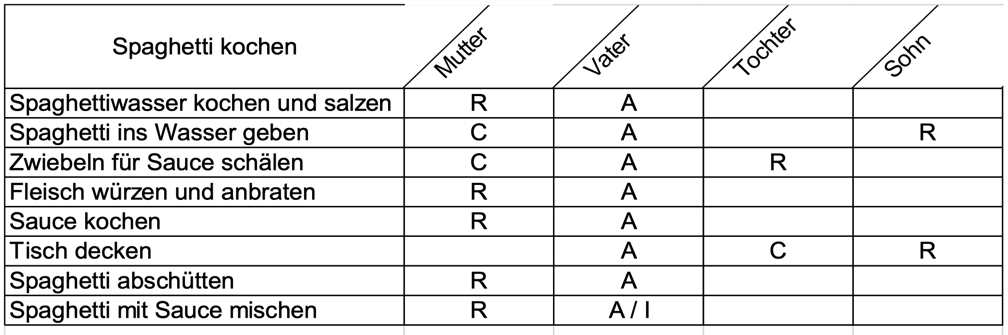 Spaghetti kochen Mutter Vater Tochter Sohn
Spaghettiwasser kochen und salzen R A
Spaghetti ins Wasser geben C A R
Zwiebeln für Sauce schälen C A R
Fleisch würzen und anbraten R A
Sauce kochen R A
Tisch decken A C R
Spaghetti abschütten R A
Spaghetti mit Sauce mischen R A / I